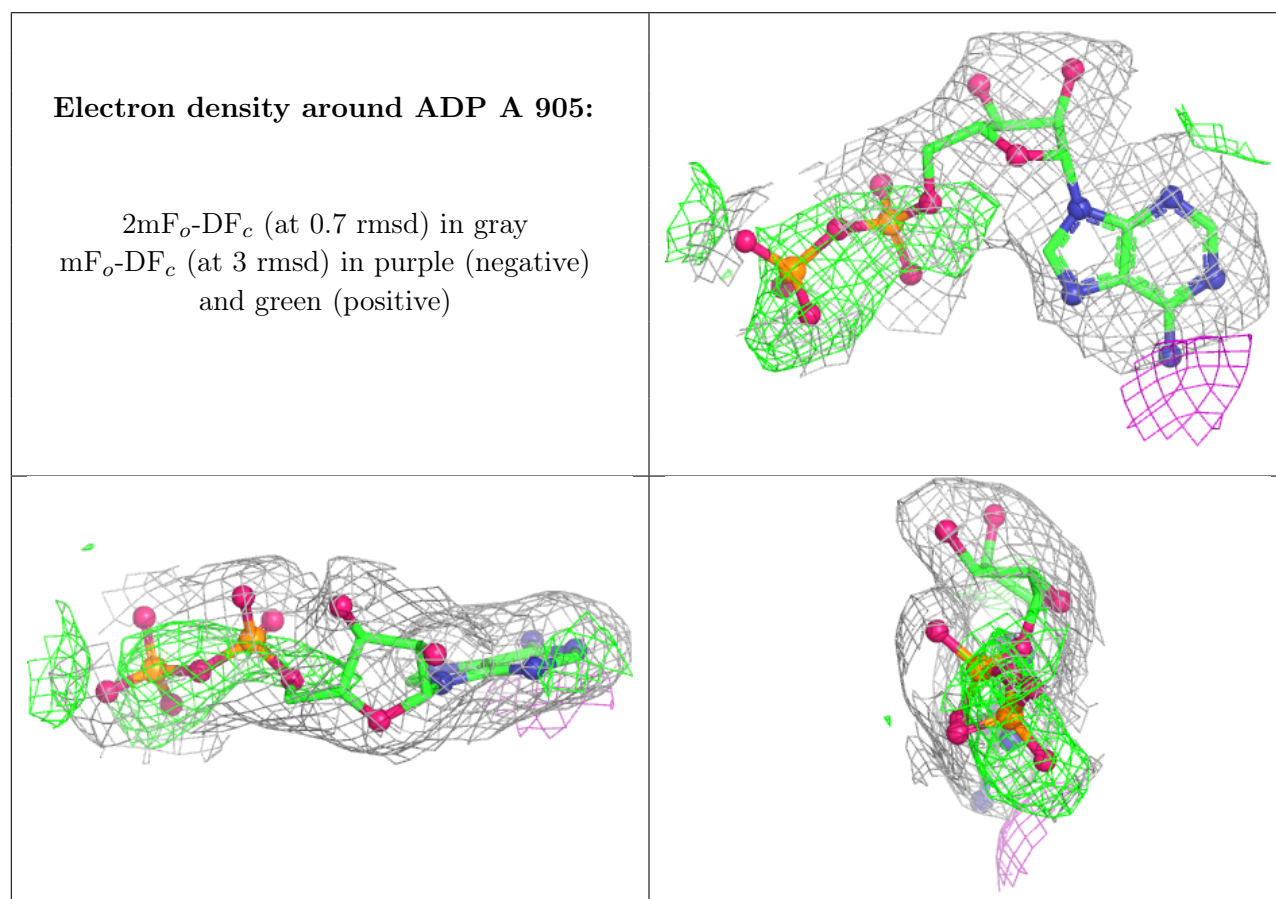 Electron density around ADP A 905:
2mFo-DFc (at 0.7 rmsd) in gray
mFo-DFc (at 3 rmsd) in purple (negative)
and green (positive)